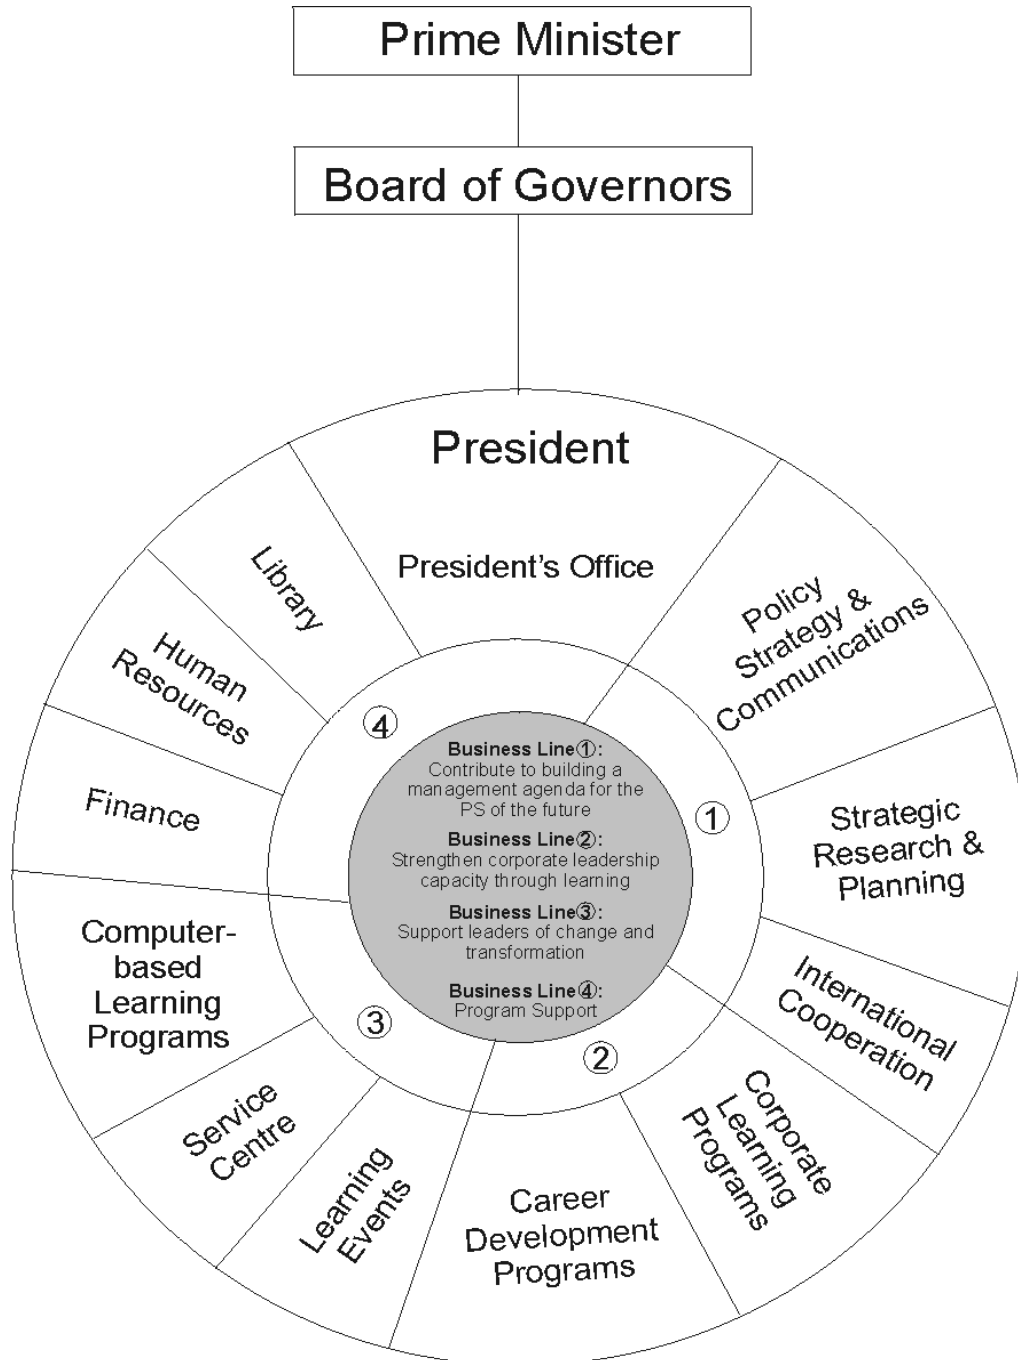 Prime Minister
Board of Governors
President
President's Office
Policy
Strategy &
Communications
Strategic
Research &
Planning
International
Cooperation
Corporate
Learning
Programs
Career
Development
Programs
Learning
Events
Service
Centre
Computer-
based
Learning
Programs
Finance
Human
Resources
Library
④
①
②
③
Business Line①:
Contribute to building a
management agenda for the
PS of the future
Business Line②:
Strengthen corporate leadership
capacity through learning
Business Line③:
Support leaders of change and
transformation
Business Line④:
Program Support